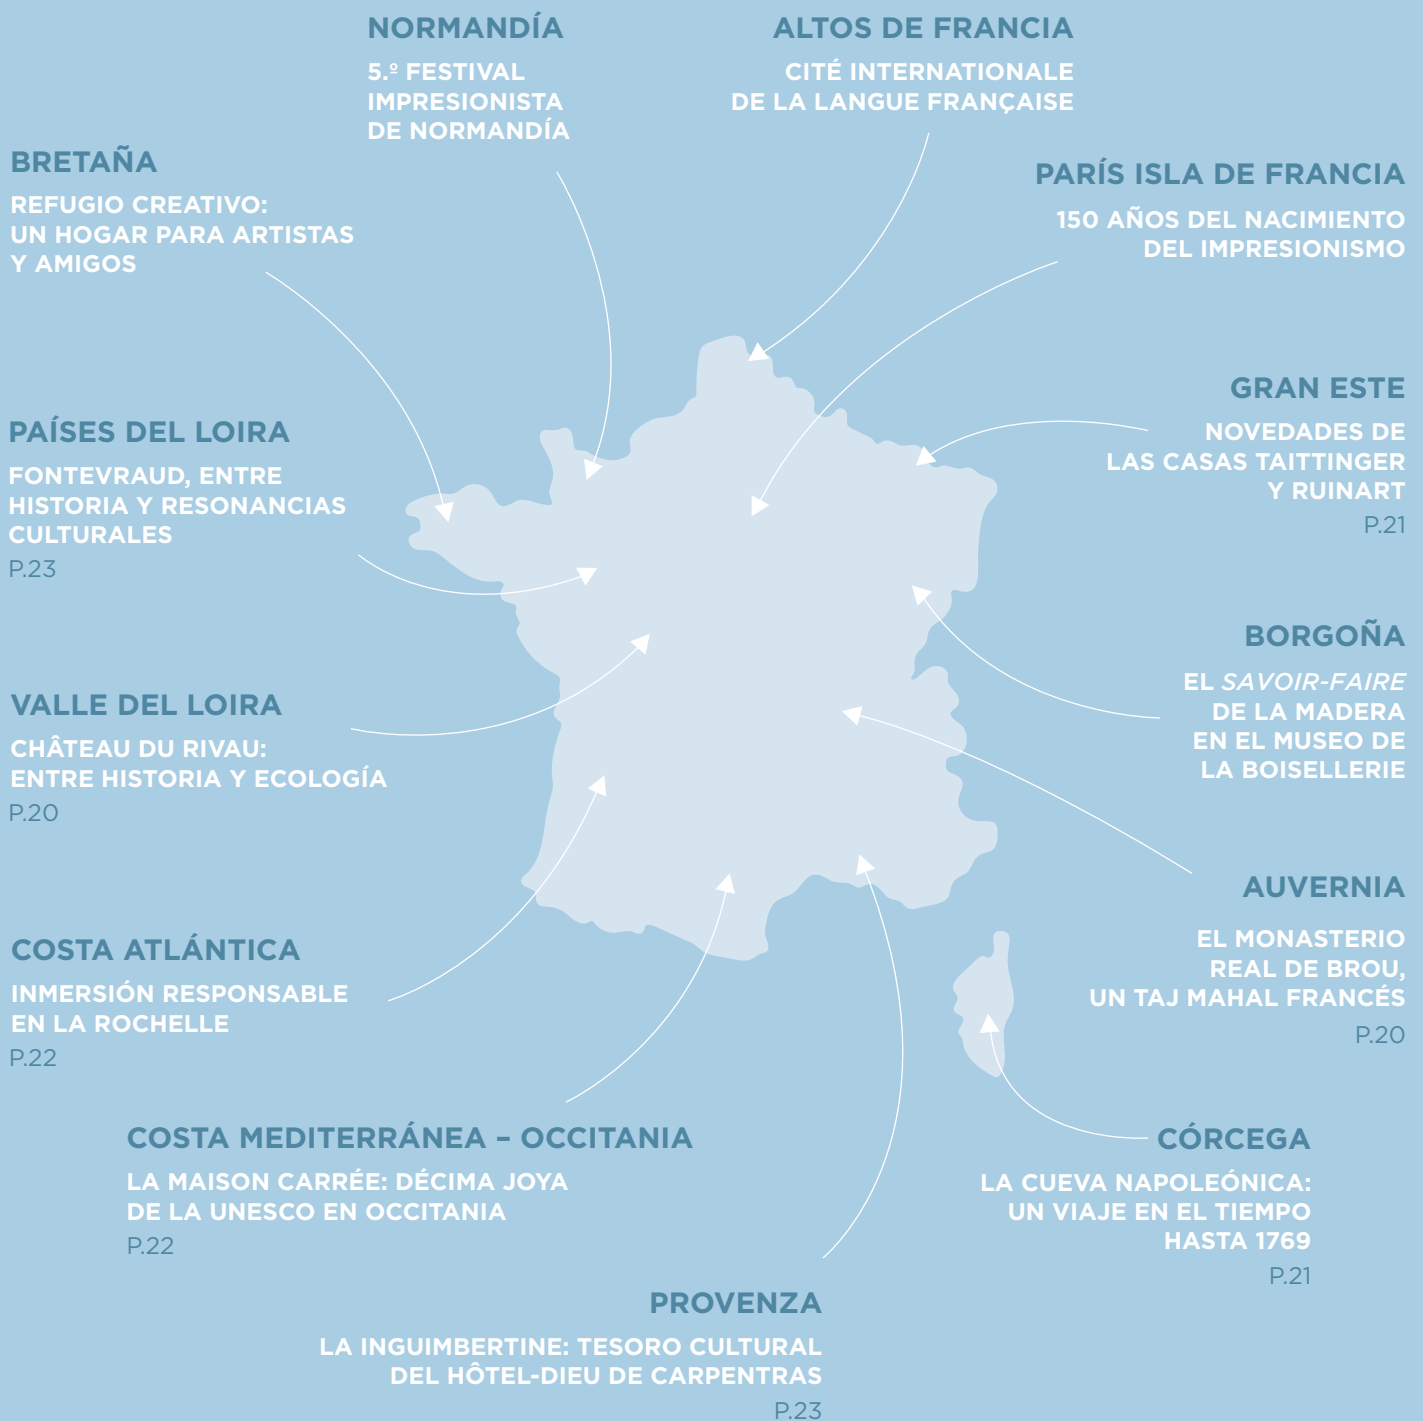 NORMANDÍA
5.º FESTIVAL
IMPRESIONISTA
DE NORMANDÍA
ALTOS DE FRANCIA
CITÉ INTERNATIONALE
DE LA LANGUE FRANÇAISE
BRETAÑA
REFUGIO CREATIVO:
UN HOGAR PARA ARTISTAS
Y AMIGOS
PARÍS ISLA DE FRANCIA
150 AÑOS DEL NACIMIENTO
DEL IMPRESIONISMO
PAÍSES DEL LOIRA
FONTEVRAUD, ENTRE
HISTORIA Y RESONANCIAS
CULTURALES
P.23
GRAN ESTE
NOVEDADES DE
LAS CASAS TAITTINGER
Y RUINART
P.21
VALLE DEL LOIRA
CHÂTEAU DU RIVAU:
ENTRE HISTORIA Y ECOLOGÍA
P.20
BORGOÑA
EL SAVOIR-FAIRE
DE LA MADERA
EN EL MUSEO DE
LA BOISELLERIE
COSTA ATLÁNTICA
INMERSIÓN RESPONSABLE
EN LA ROCHELLE
P.22
AUVERNIA
EL MONASTERIO
REAL DE BROU,
UN TAJ MAHAL FRANCÉS
P.20
COSTA MEDITERRÁNEA – OCCITANIA
LA MAISON CARRÉE: DÉCIMA JOYA
DE LA UNESCO EN OCCITANIA
P.22
CÓRCEGA
LA CUEVA NAPOLEÓNICA:
UN VIAJE EN EL TIEMPO
HASTA 1769
P.21
PROVENZA
LA INGUIMBERTINE: TESORO CULTURAL
DEL HÔTEL-DIEU DE CARPENTRAS
P.23